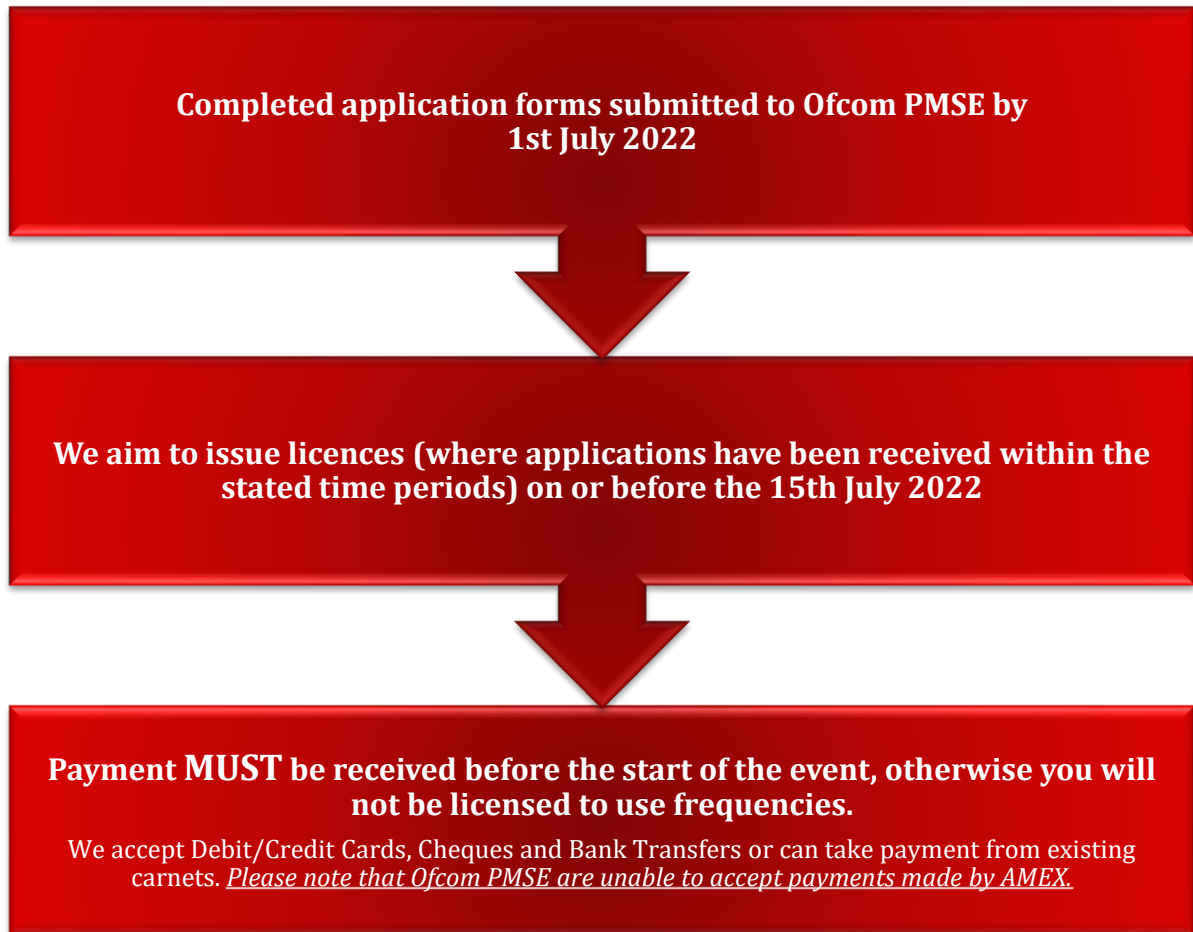 Completed application forms submitted to Ofcom PMSE by
1st July 2022
We aim to issue licences (where applications have been received within the
stated time periods) on or before the 15th July 2022
Payment MUST be received before the start of the event, otherwise you will
not be licensed to use frequencies.
We accept Debit/Credit Cards, Cheques and Bank Transfers or can take payment from existing
carnets. Please note that Ofcom PMSE are unable to accept payments made by AMEX.